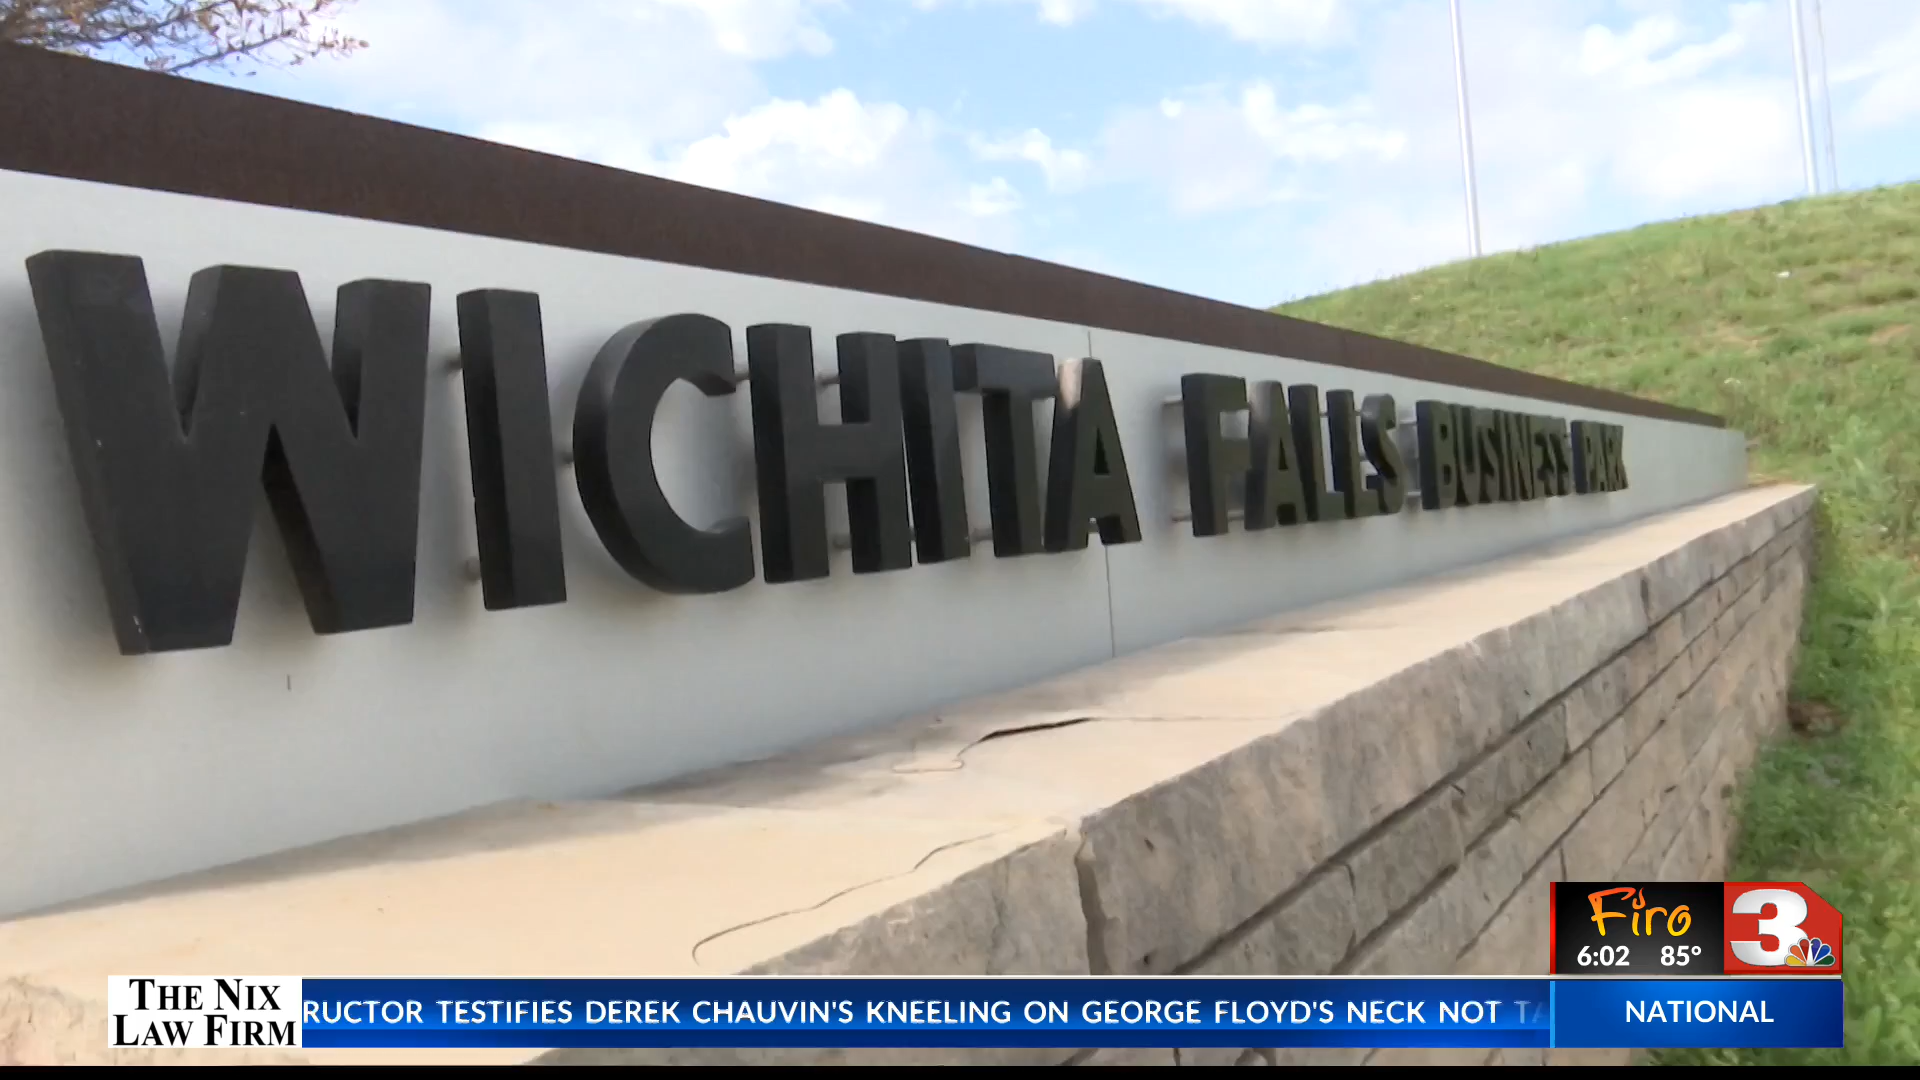 WICHITA FALLS BUSINESS PARK
Firo
3
6:02 85°
THE NIX
LAW FIRM
RUCTOR TESTIFIES DEREK CHAUVIN'S KNEELING ON GEORGE FLOYD'S NECK NOT TA
NATIONAL